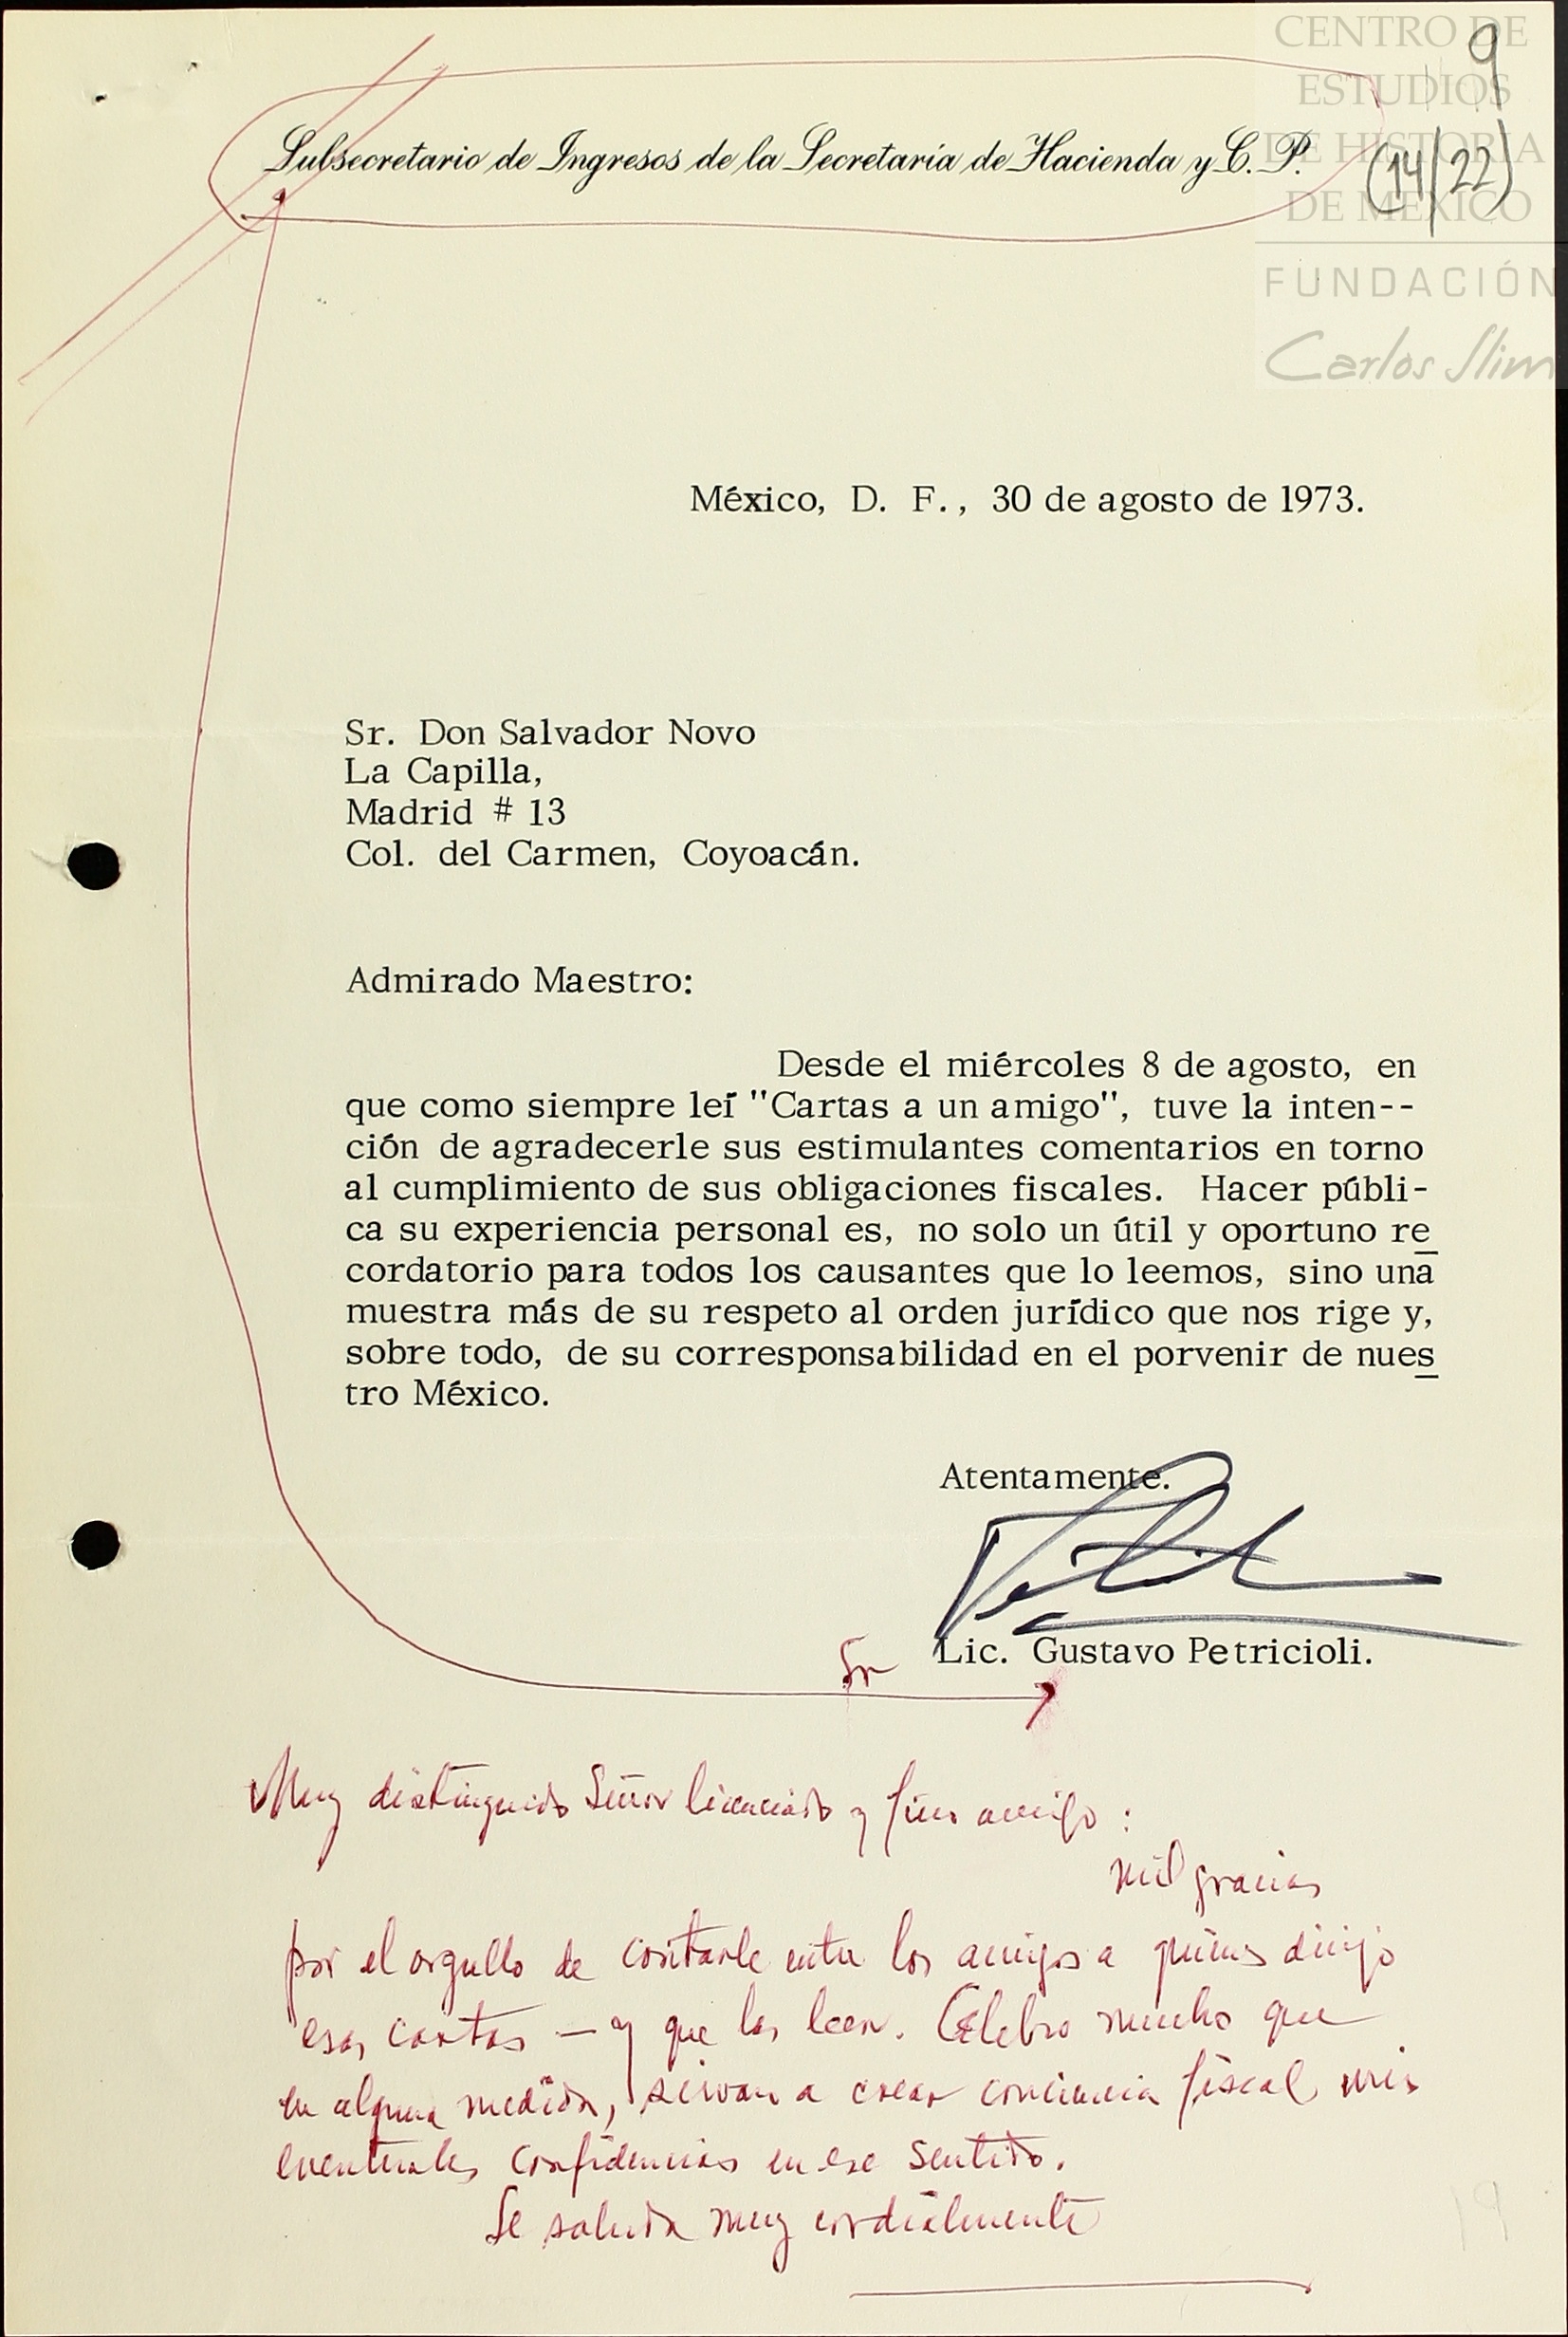 CENTRO DE
ESTUDIOS
DE HISTORIA
DE MÉXICO
FUNDACIÓN
Carlos Slim
9
(14/22)
Subsecretario de Ingresos de la Secretaría de Hacienda y C. P.
México, D. F., 30 de agosto de 1973.
Sr. Don Salvador Novo
La Capilla,
Madrid # 13
Col. del Carmen, Coyoacán.
Admirado Maestro:
Desde el miércoles 8 de agosto, en
que como siempre leí "Cartas a un amigo", tuve la inten--
ción de agradecerle sus estimulantes comentarios en torno
al cumplimiento de sus obligaciones fiscales. Hacer públi-
ca su experiencia personal es, no solo un útil y oportuno re
cordatorio para todos los causantes que lo leemos, sino una
muestra más de su respeto al orden jurídico que nos rige y,
sobre todo, de su corresponsabilidad en el porvenir de nues
tro México.
Atentamente.
Sr Lic. Gustavo Petricioli.
Muy distinguido Señor licenciado y fino amigo:
mil gracias
por el orgullo de contarle entre los amigos a quienes dirijo
esas cartas — y que las leen. Celebro mucho que
en alguna medida, sirvan a crear conciencia fiscal mis
eventuales confidencias en ese sentido.
Le saluda muy cordialmente
19